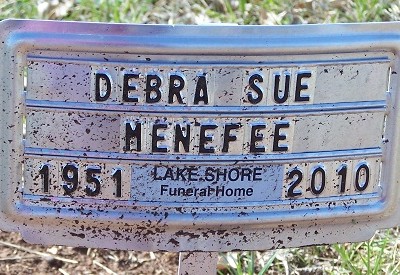 DEBRA SUE
MENEFEE
1951 LAKE SHORE 2010
Funeral Home